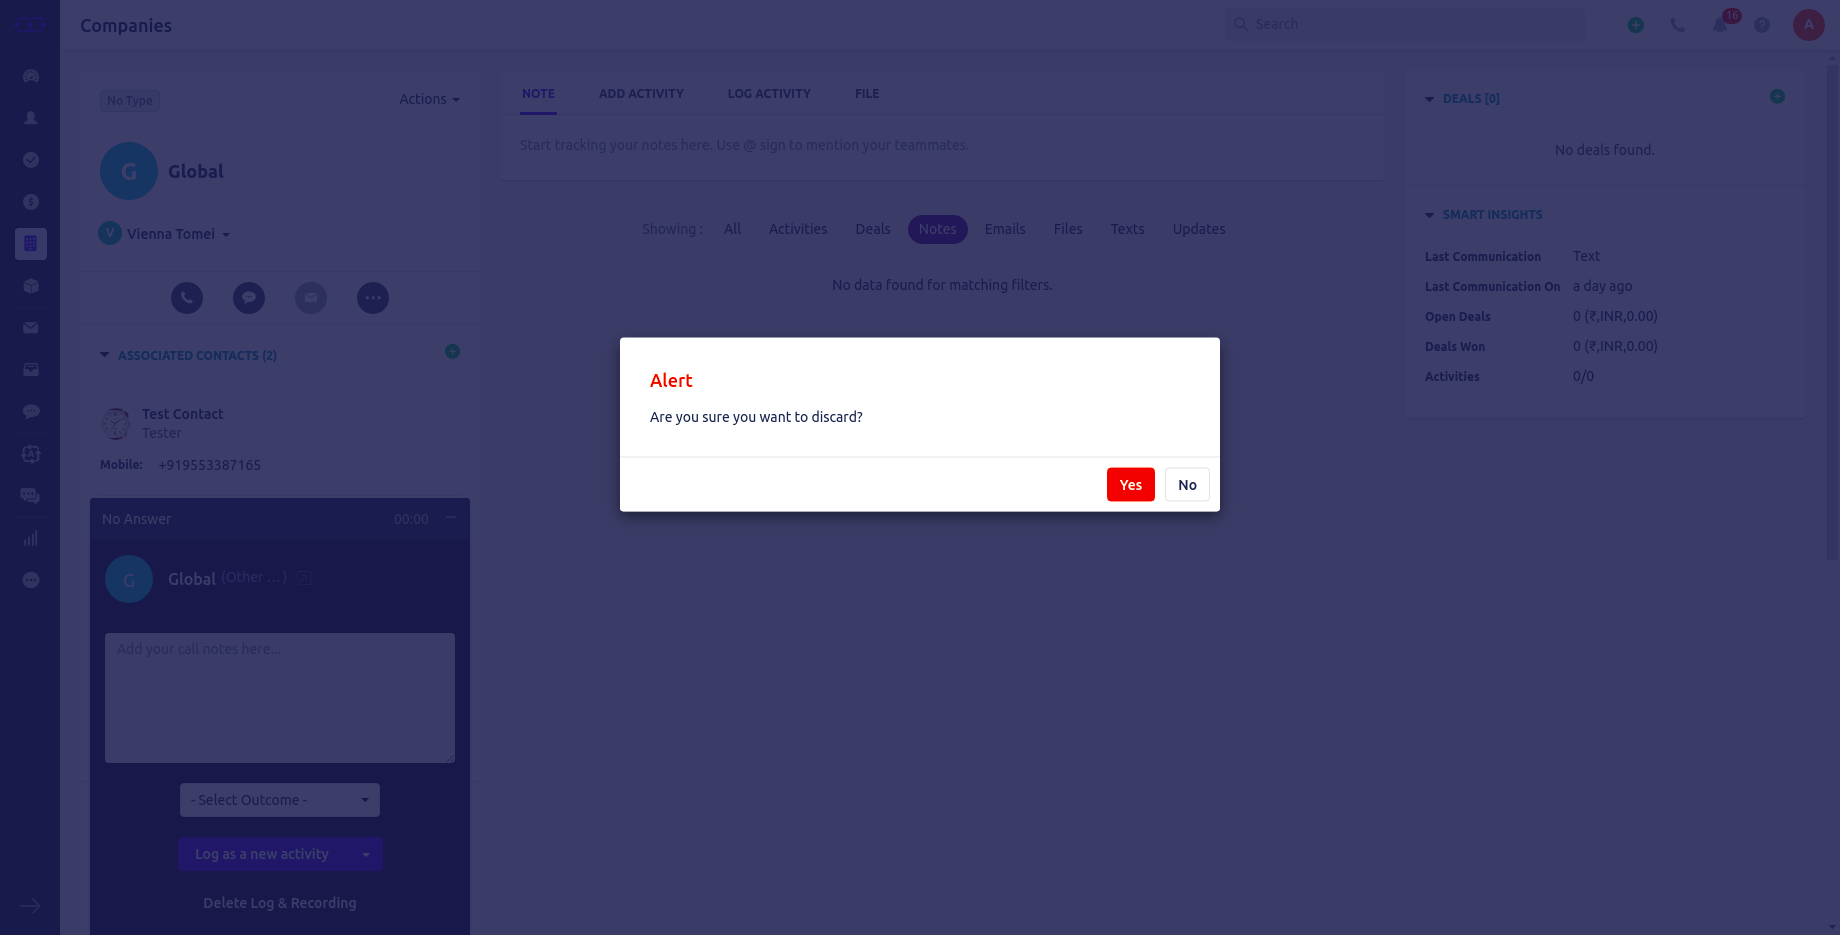 Companies
Search
16
A
No Type
Actions
G
Global
V
Vienna Tomei
ASSOCIATED CONTACTS (2)
Test Contact
Tester
Mobile: +919553387165
No Answer
00:00
G
Global (Other ... )
Add your call notes here...
- Select Outcome -
Log as a new activity
Delete Log & Recording
NOTE
ADD ACTIVITY
LOG ACTIVITY
FILE
Start tracking your notes here. Use @ sign to mention your teammates.
Showing : All Activities Deals Notes Emails Files Texts Updates
No data found for matching filters.
Alert
Are you sure you want to discard?
Yes
No
DEALS [0]
No deals found.
SMART INSIGHTS
Last Communication Text
Last Communication On a day ago
Open Deals 0 (₹,INR,0.00)
Deals Won 0 (₹,INR,0.00)
Activities 0/0